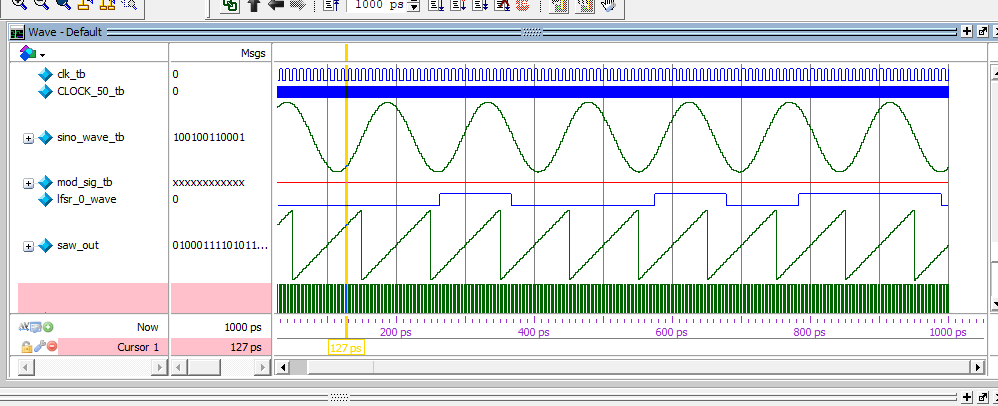 1000 ps
Wave - Default
Msgs
clk_tb 0
CLOCK_50_tb 0
sino_wave_tb 100100110001
mod_sig_tb xxxxxxxxxxxx
lfsr_0_wave 0
saw_out 01000111101011...
Now 1000 ps 200 ps 400 ps 600 ps 800 ps 1000 ps
Cursor 1 127 ps 127 ps